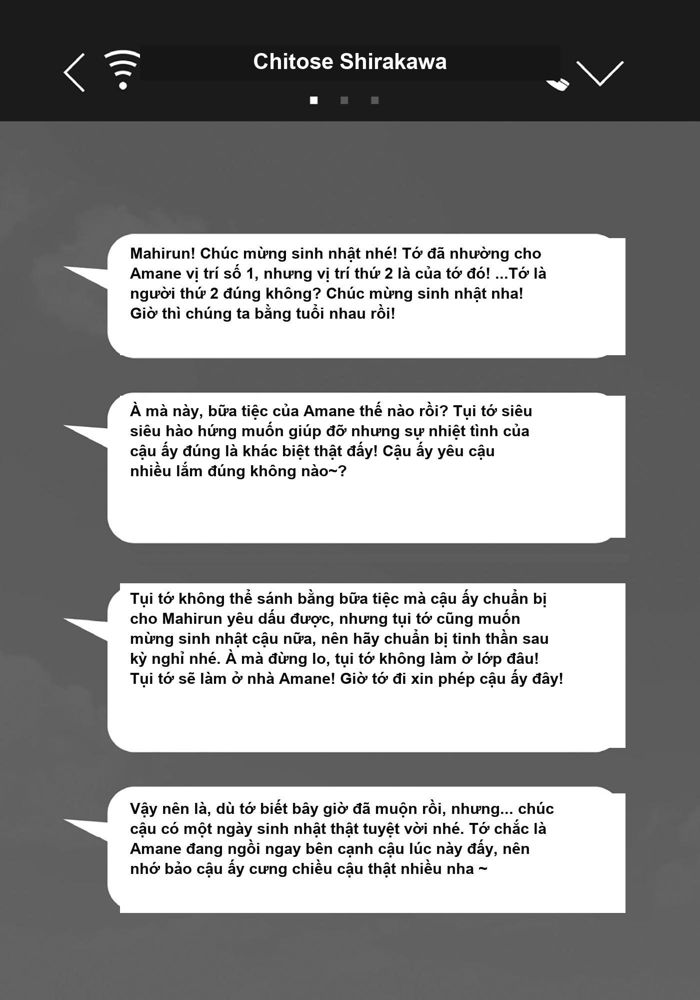 Chitose Shirakawa
Mahirun! Chúc mừng sinh nhật nhé! Tớ đã nhường cho
Amane vị trí số 1, nhưng vị trí thứ 2 là của tớ đó! ...Tớ là
người thứ 2 đúng không? Chúc mừng sinh nhật nha!
Giờ thì chúng ta bằng tuổi nhau rồi!
À mà này, bữa tiệc của Amane thế nào rồi? Tụi tớ siêu
siêu hào hứng muốn giúp đỡ nhưng sự nhiệt tình của
cậu ấy đúng là khác biệt thật đấy! Cậu ấy yêu cậu
nhiều lắm đúng không nào~?
Tụi tớ không thể sánh bằng bữa tiệc mà cậu ấy chuẩn bị
cho Mahirun yêu dấu được, nhưng tụi tớ cũng muốn
mừng sinh nhật cậu nữa, nên hãy chuẩn bị tinh thần sau
kỳ nghỉ nhé. À mà đừng lo, tụi tớ không làm ở lớp đâu!
Tụi tớ sẽ làm ở nhà Amane! Giờ tớ đi xin phép cậu ấy đây!
Vậy nên là, dù tớ biết bây giờ đã muộn rồi, nhưng... chúc
cậu có một ngày sinh nhật thật tuyệt vời nhé. Tớ chắc là
Amane đang ngồi ngay bên cạnh cậu lúc này đấy, nên
nhớ bảo cậu ấy cưng chiều cậu thật nhiều nha ~